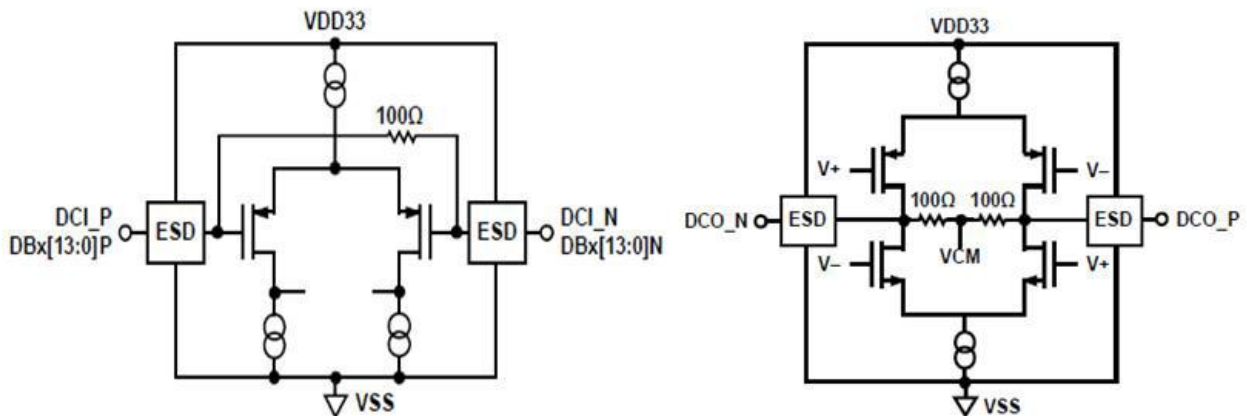 VDD33
100Ω
DCI_P
DBx[13:0]P
ESD
ESD
DCI_N
DBx[13:0]N
VSS
VDD33
V+
V–
100Ω
100Ω
DCO_N
ESD
ESD
DCO_P
V–
VCM
V+
VSS